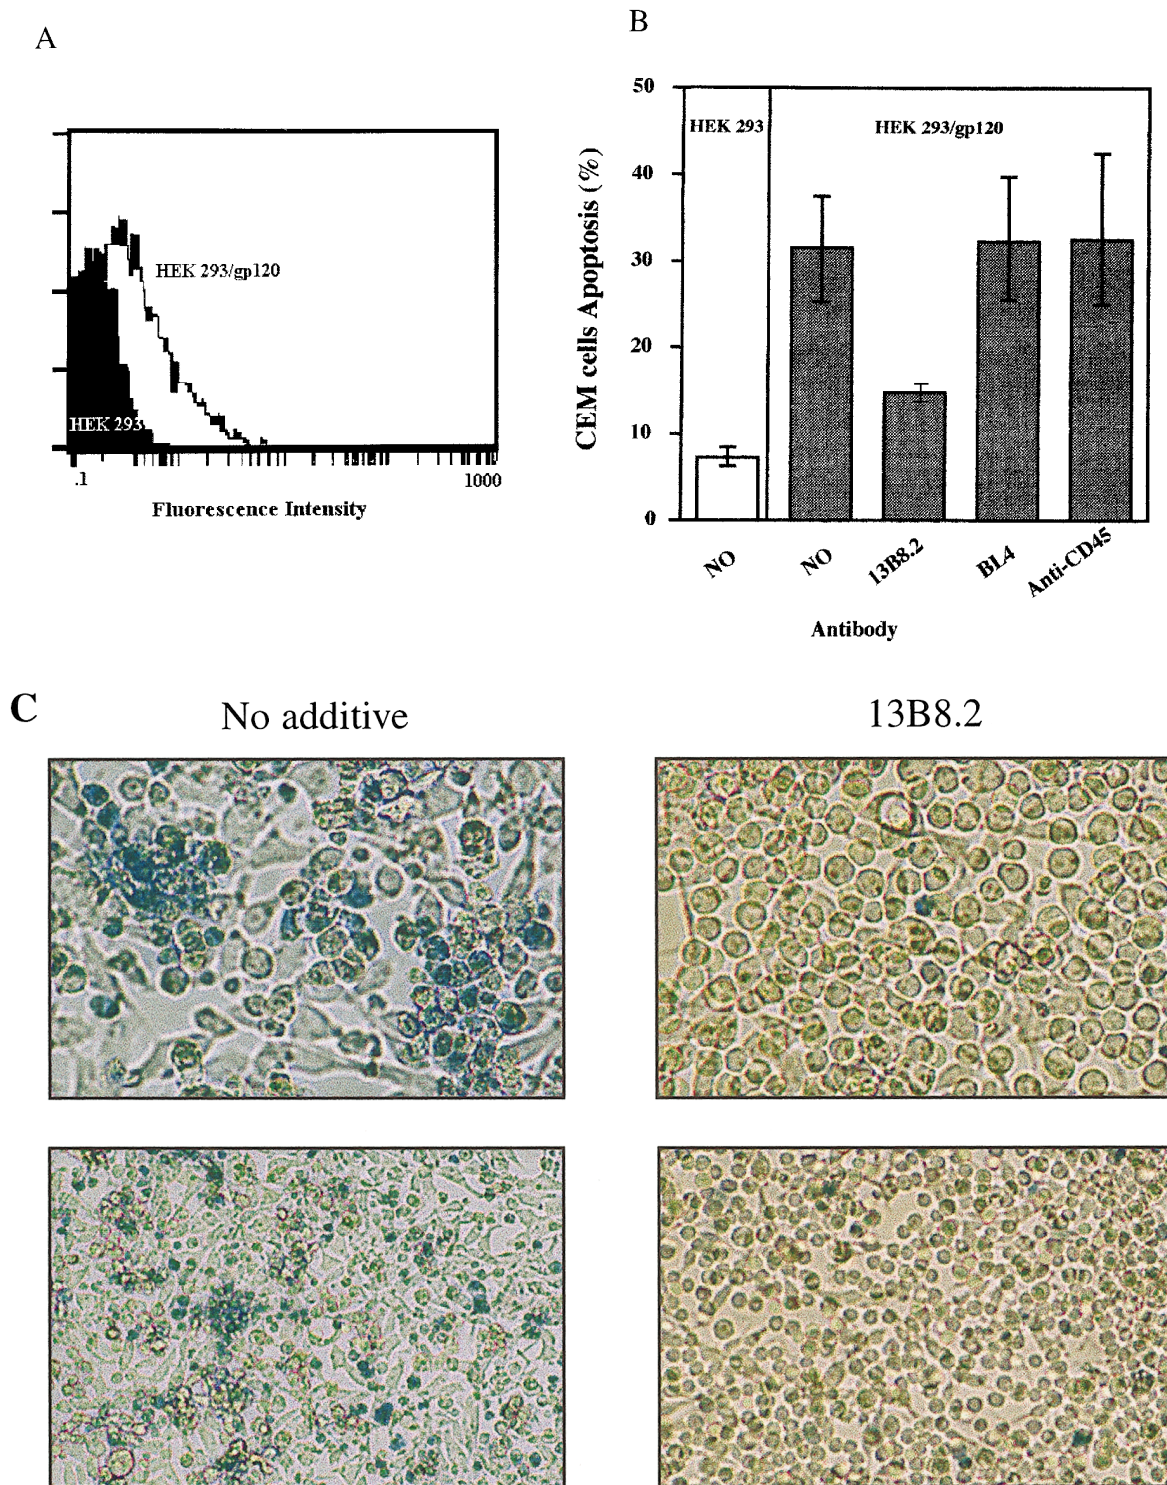 A
HEK 293/gp120
HEK 293
.1
1000
Fluorescence Intensity
B
50
40
30
20
10
0
CEM cells Apoptosis (%)
HEK 293
HEK 293/gp120
NO
NO
13B8.2
BL4
Anti-CD45
Antibody
C
No additive
13B8.2